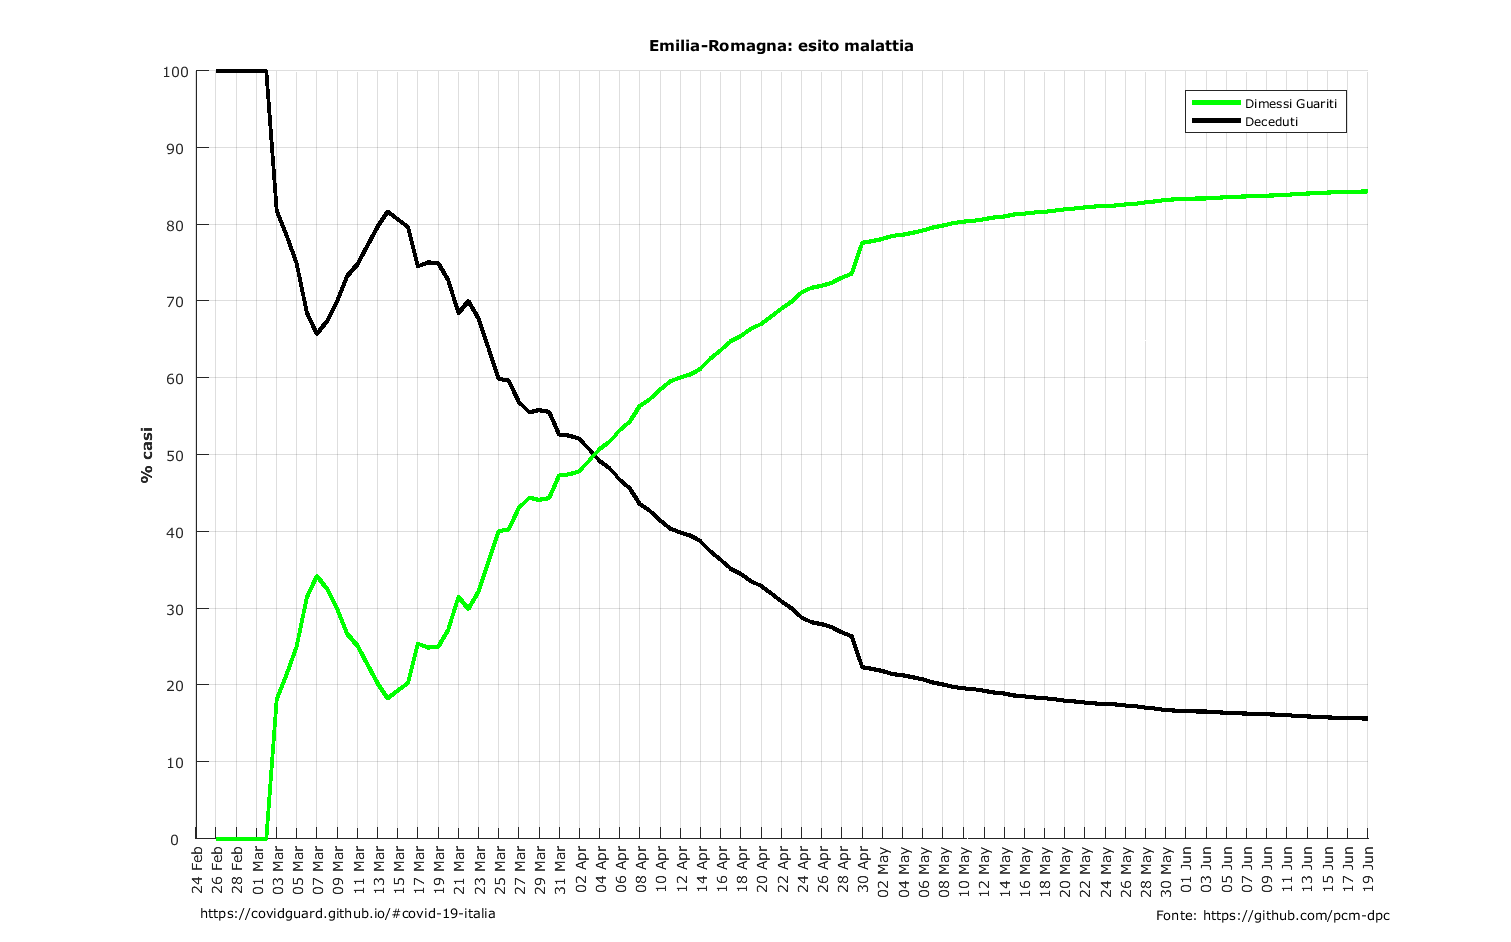 Emilia-Romagna: esito malattia
100
90
80
70
60
50
40
30
20
10
0
% casi
Dimessi Guariti
Deceduti
24 Feb
26 Feb
28 Feb
01 Mar
03 Mar
05 Mar
07 Mar
09 Mar
11 Mar
13 Mar
15 Mar
17 Mar
19 Mar
21 Mar
23 Mar
25 Mar
27 Mar
29 Mar
31 Mar
02 Apr
04 Apr
06 Apr
08 Apr
10 Apr
12 Apr
14 Apr
16 Apr
18 Apr
20 Apr
22 Apr
24 Apr
26 Apr
28 Apr
30 Apr
02 May
04 May
06 May
08 May
10 May
12 May
14 May
16 May
18 May
20 May
22 May
24 May
26 May
28 May
30 May
01 Jun
03 Jun
05 Jun
07 Jun
09 Jun
11 Jun
13 Jun
15 Jun
17 Jun
19 Jun
https://covidguard.github.io/#covid-19-italia
Fonte: https://github.com/pcm-dpc